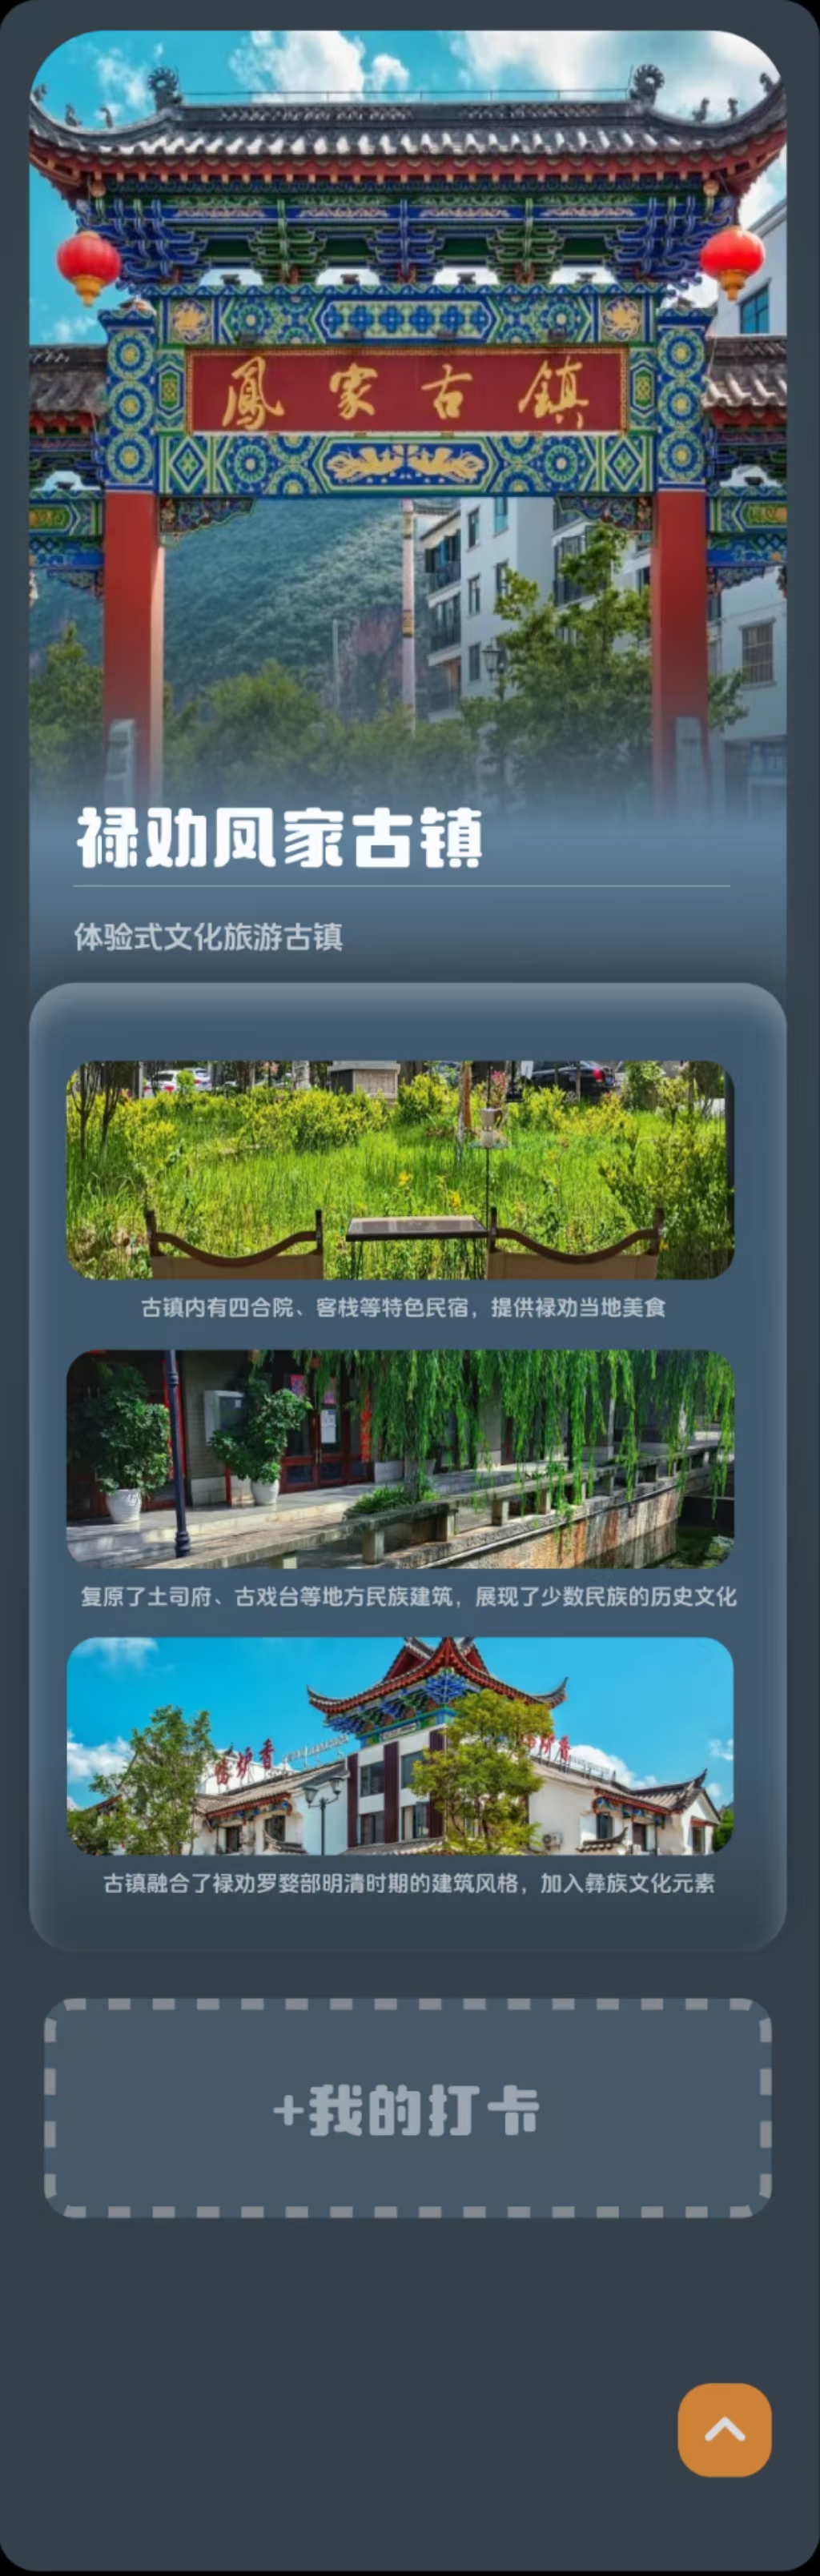 鳳家古鎮
禄劝凤家古镇
体验式文化旅游古镇
古镇内有四合院、客栈等特色民宿，提供禄劝当地美食
复原了土司府、古戏台等地方民族建筑，展现了少数民族的历史文化
古镇融合了禄劝罗婺部明清时期的建筑风格，加入彝族文化元素
+我的打卡